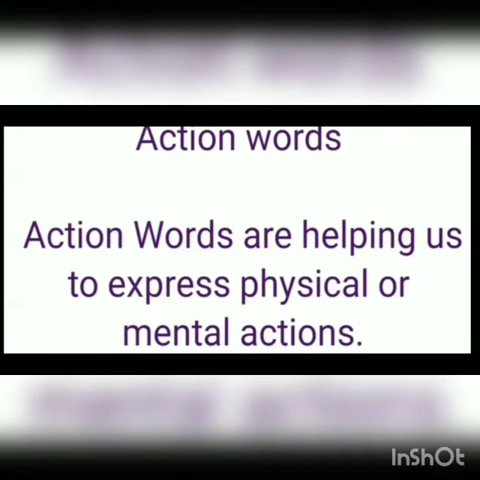 Action words
Action Words are helping us
to express physical or
mental actions.
InShOt